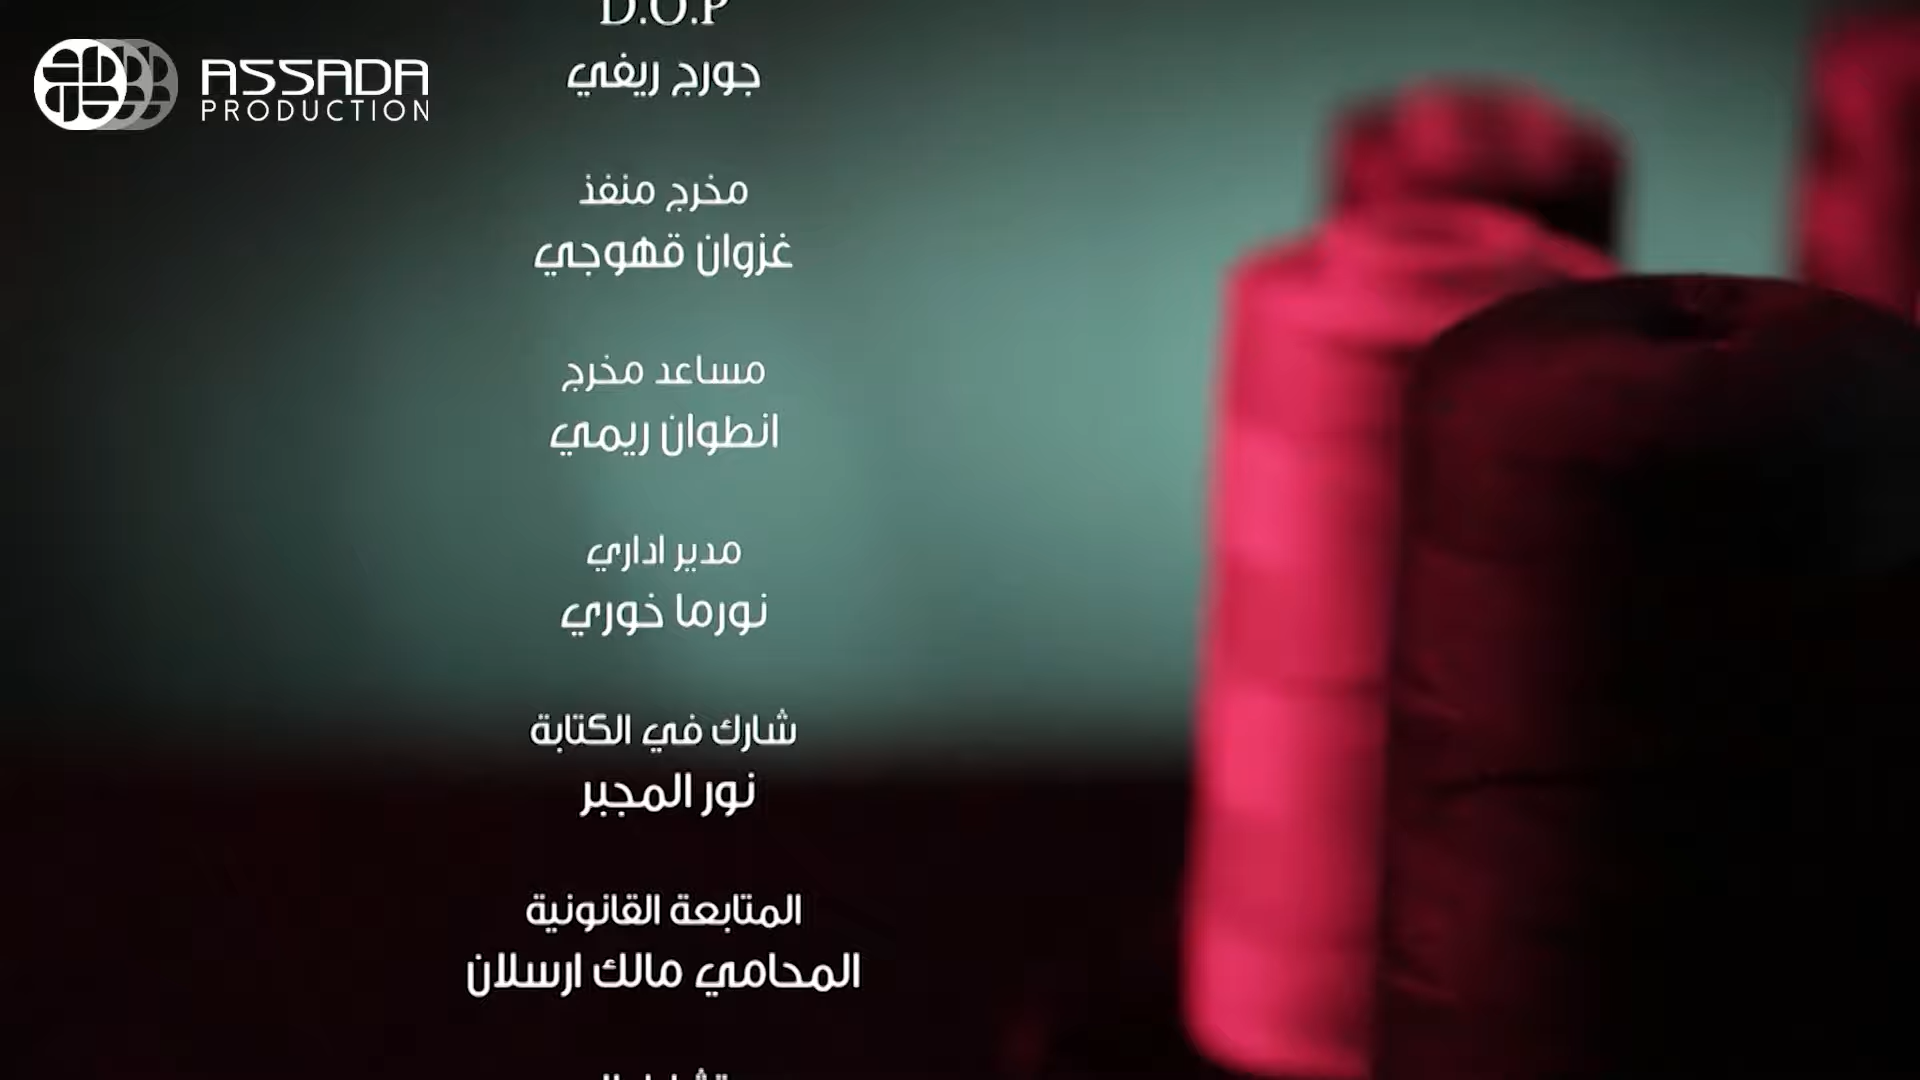 ASSADA
PRODUCTION
D.O.P
جورج ريفي
مخرج منفذ
غزوان قهوجي
مساعد مخرج
انطوان ريمي
مدير اداري
نورما خوري
شارك في الكتابة
نور المجبر
المتابعة القانونية
المحامي مالك ارسلان